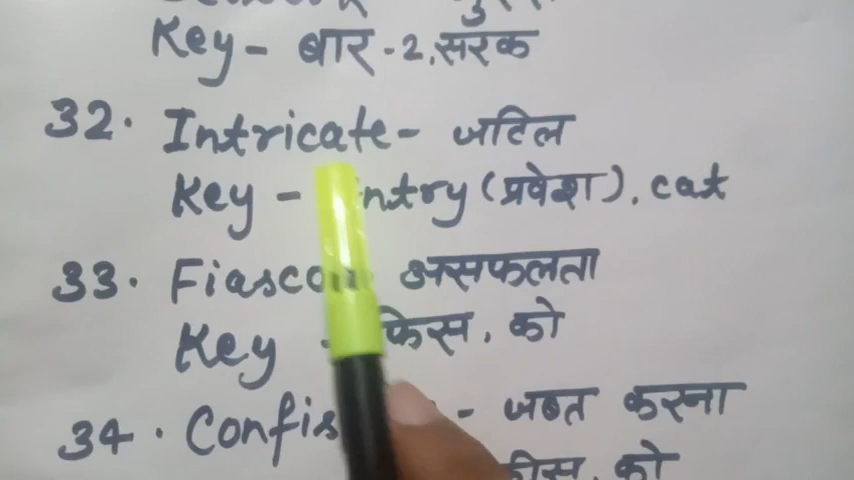 Key - बार - 2, सरक
32. Intricate - जटिल
Key - ntry (प्रवेश), cat
33. Fiasco असफलता
Key - फिस, को
34. Confis - जब्त करना
को